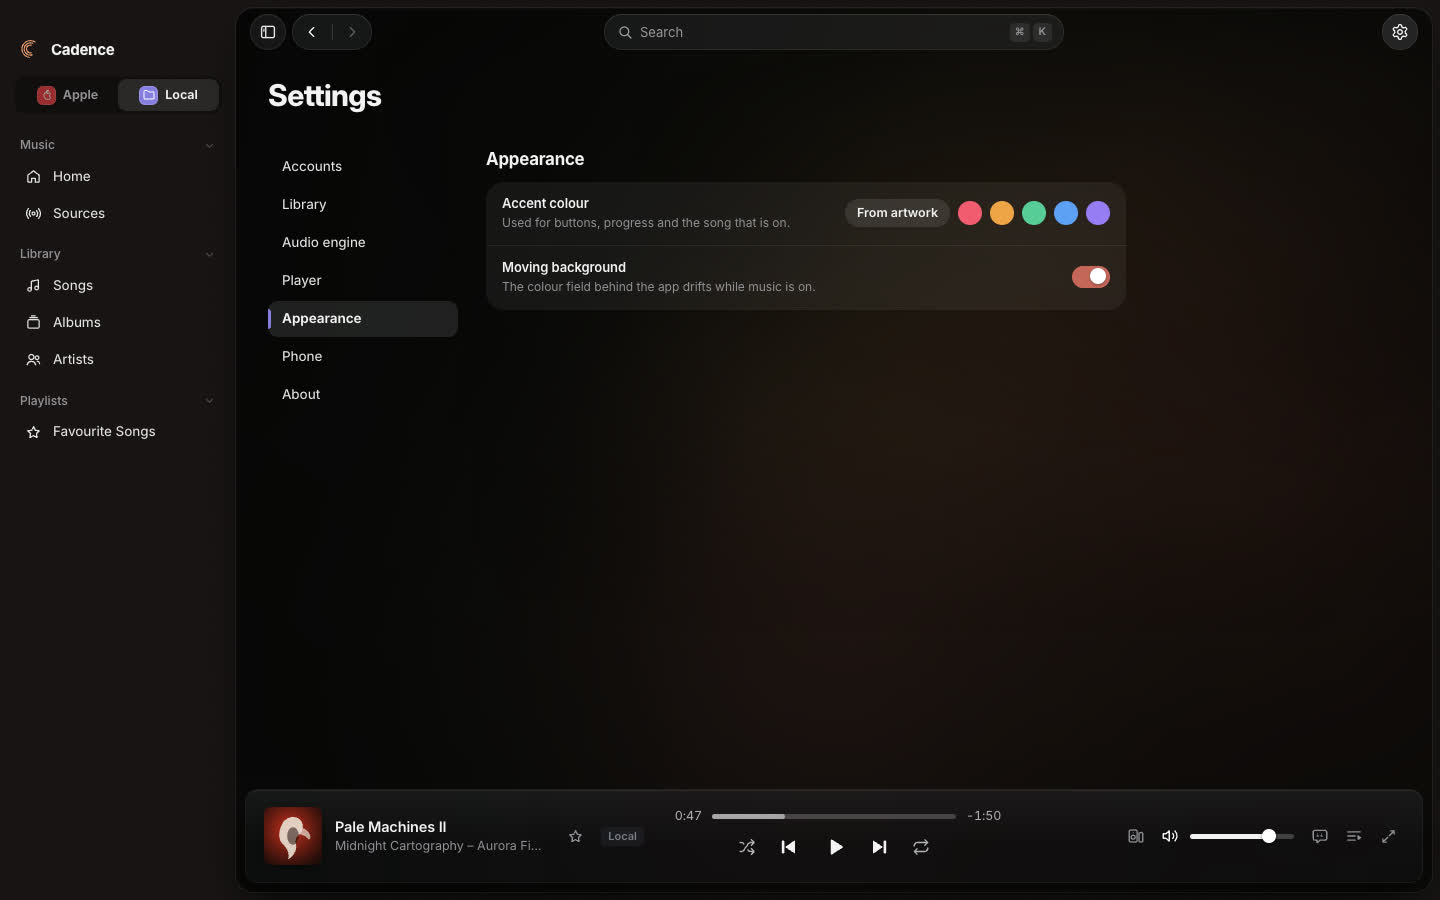 Cadence
Apple
Local
Music
Home
Sources
Library
Songs
Albums
Artists
Playlists
Favourite Songs
Search
⌘ K
Settings
Accounts
Library
Audio engine
Player
Appearance
Phone
About
Appearance
Accent colour
Used for buttons, progress and the song that is on.
From artwork
Moving background
The colour field behind the app drifts while music is on.
Pale Machines II
Midnight Cartography – Aurora Fi...
Local
0:47
-1:50